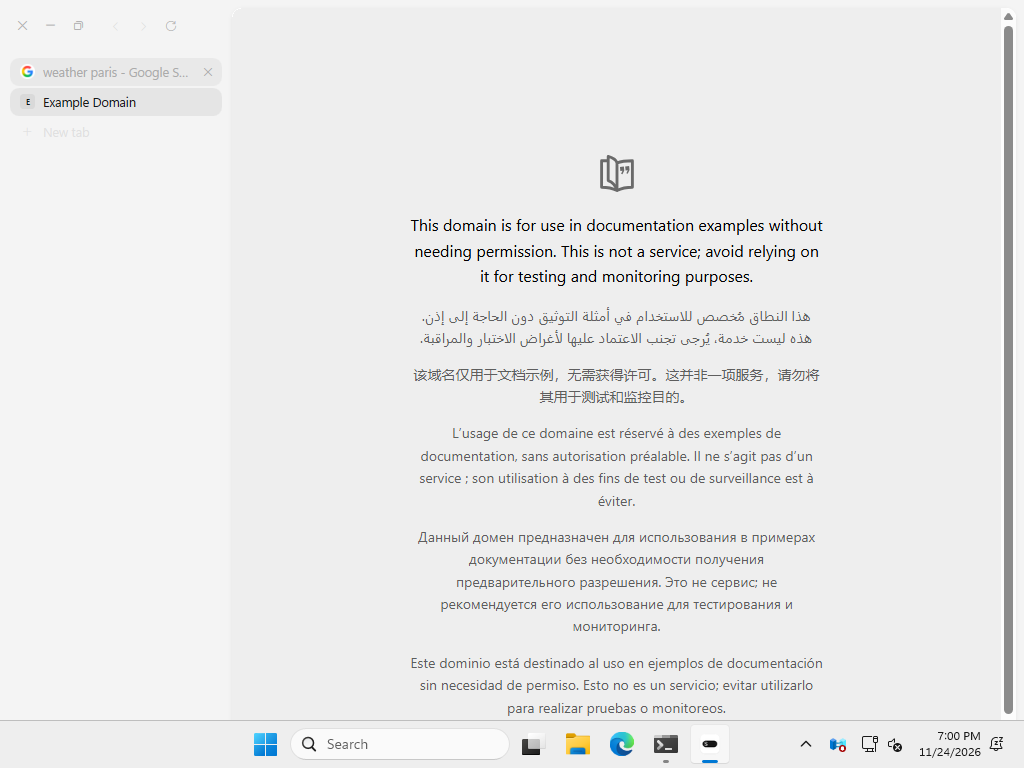 weather paris - Google S...
E Example Domain
New tab
This domain is for use in documentation examples without
needing permission. This is not a service; avoid relying on
it for testing and monitoring purposes.
هذا النطاق مُخصص للاستخدام في أمثلة التوثيق دون الحاجة إلى إذن.
هذه ليست خدمة، يُرجى تجنب الاعتماد عليها لأغراض الاختبار والمراقبة.
该域名仅用于文档示例，无需获得许可。这并非一项服务，请勿将
其用于测试和监控目的。
L’usage de ce domaine est réservé à des exemples de
documentation, sans autorisation préalable. Il ne s’agit pas d’un
service ; son utilisation à des fins de test ou de surveillance est à
éviter.
Данный домен предназначен для использования в примерах
документации без необходимости получения
предварительного разрешения. Это не сервис; не
рекомендуется его использование для тестирования и
мониторинга.
Este dominio está destinado al uso en ejemplos de documentación
sin necesidad de permiso. Esto no es un servicio; evitar utilizarlo
para realizar pruebas o monitoreos.
Search
7:00 PM
11/24/2026